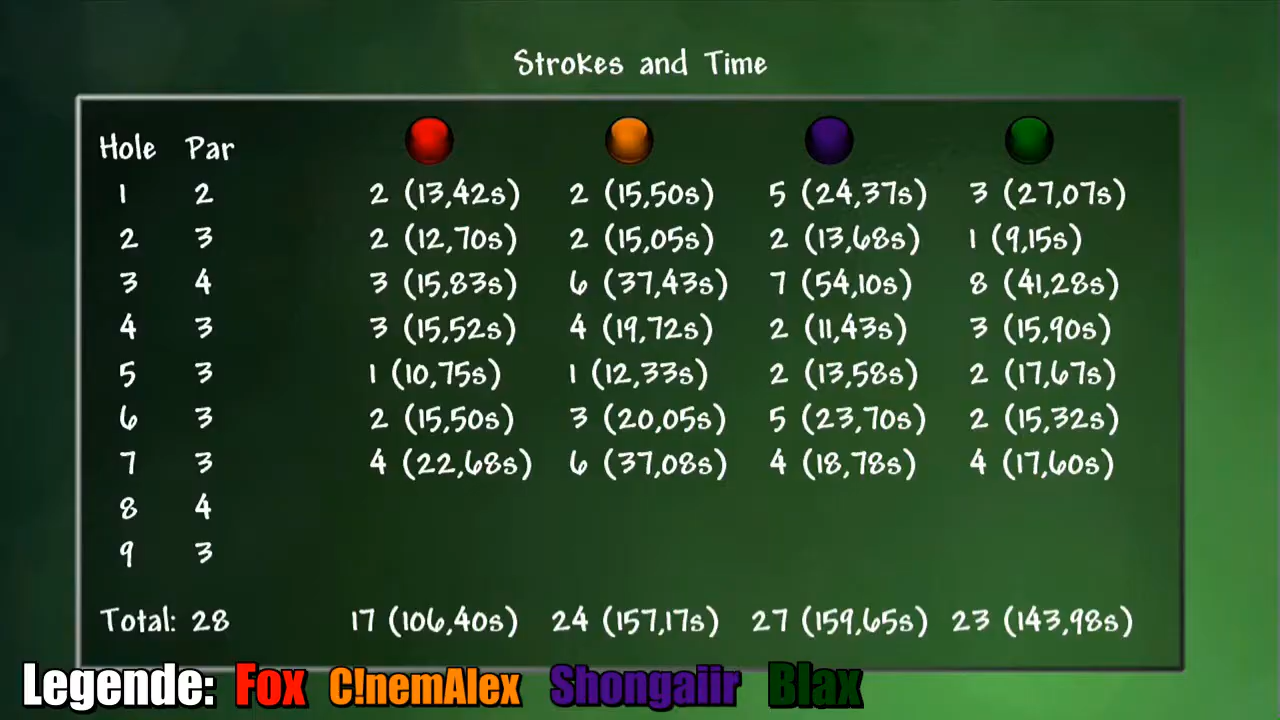 Strokes and Time
Hole Par
1 2 2 (13,42s) 2 (15,50s) 5 (24,37s) 3 (27,07s)
2 3 2 (12,70s) 2 (15,05s) 2 (13,68s) 1 (9,15s)
3 4 3 (15,83s) 6 (37,43s) 7 (54,10s) 8 (41,28s)
4 3 3 (15,52s) 4 (19,72s) 2 (11,43s) 3 (15,90s)
5 3 1 (10,75s) 1 (12,33s) 2 (13,58s) 2 (17,67s)
6 3 2 (15,50s) 3 (20,05s) 5 (23,70s) 2 (15,32s)
7 3 4 (22,68s) 6 (37,08s) 4 (18,78s) 4 (17,60s)
8 4
9 3
Total: 28 17 (106,40s) 24 (157,17s) 27 (159,65s) 23 (143,98s)
Legende: Fox C!nemAlex Shongaiir Blax